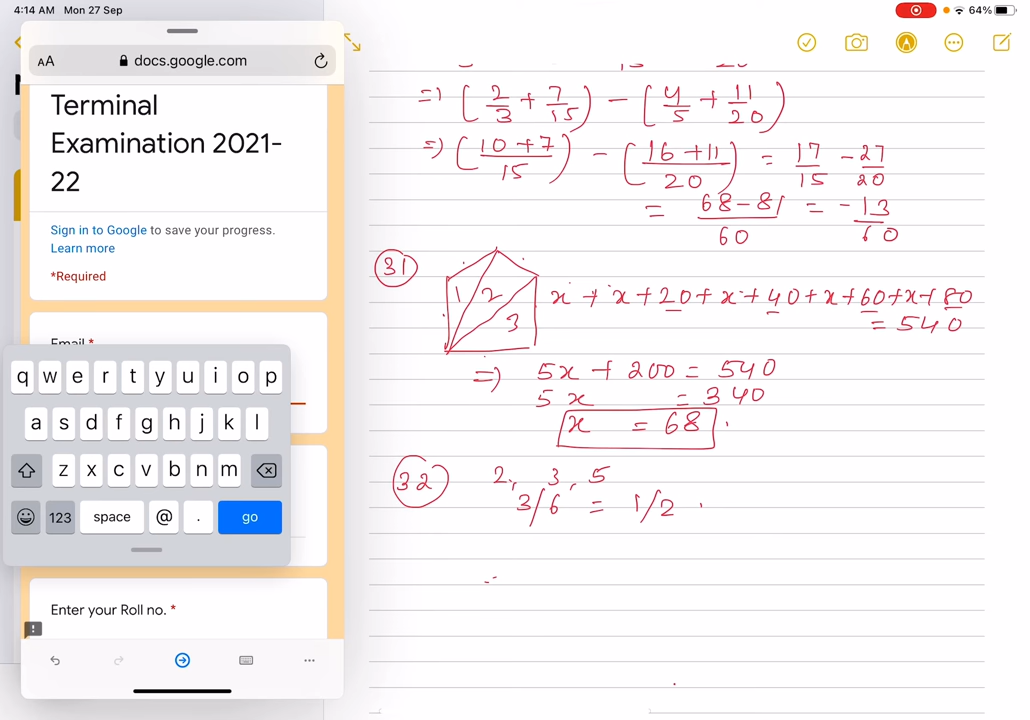 4:14 AM Mon 27 Sep
64%
AA docs.google.com
Terminal
Examination 2021-
22
Sign in to Google to save your progress.
Learn more
*Required
Email *
q w e r t y u i o p
a s d f g h j k l
z x c v b n m
123 space @ . go
Enter your Roll no. *
=) (2/3 + 7/15) - (4/5 + 11/20)
=) (10+7/15) - (16+11/20) = 17/15 - 27/20
= 68-81/60 = -13/60
31
1 2 3
x + x+20+x+40+x+60+x+80
= 540
=) 5x + 200 = 540
5x = 340
x = 68
32 2, 3, 5
3/6 = 1/2